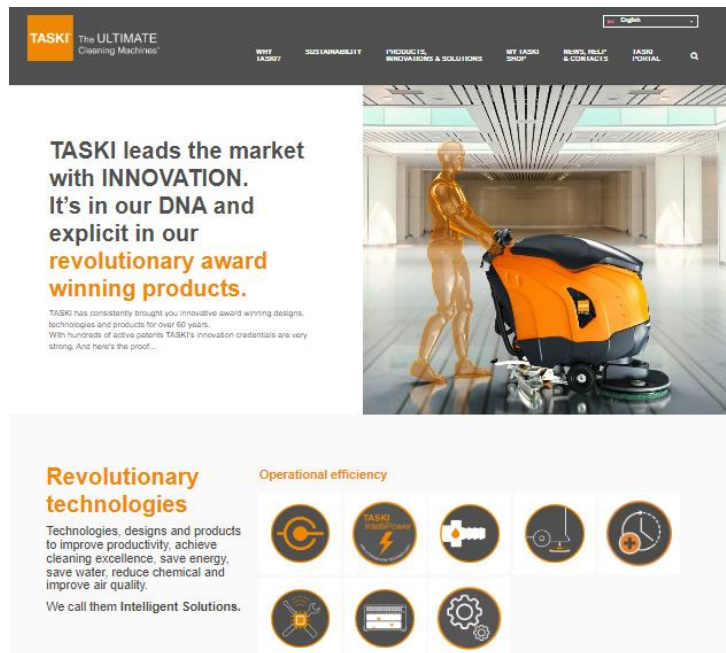 TASKI The ULTIMATE
Cleaning Machines
English
WHY
TASKI?
SUSTAINABILITY
PRODUCTS,
INNOVATIONS & SOLUTIONS
MY TASKI
SHOP
NEWS, HELP
& CONTACTS
TASKI
PORTAL
TASKI leads the market
with INNOVATION.
It's in our DNA and
explicit in our
revolutionary award
winning products.
TASKI has consistently brought you innovative award winning designs,
technologies and products for over 60 years.
With hundreds of active patents TASKI's innovation credentials are very
strong. And here's the proof...
Revolutionary
technologies
Technologies, designs and products
to improve productivity, achieve
cleaning excellence, save energy,
save water, reduce chemical and
improve air quality.
We call them Intelligent Solutions.
Operational efficiency
TASKI
IntelliPower